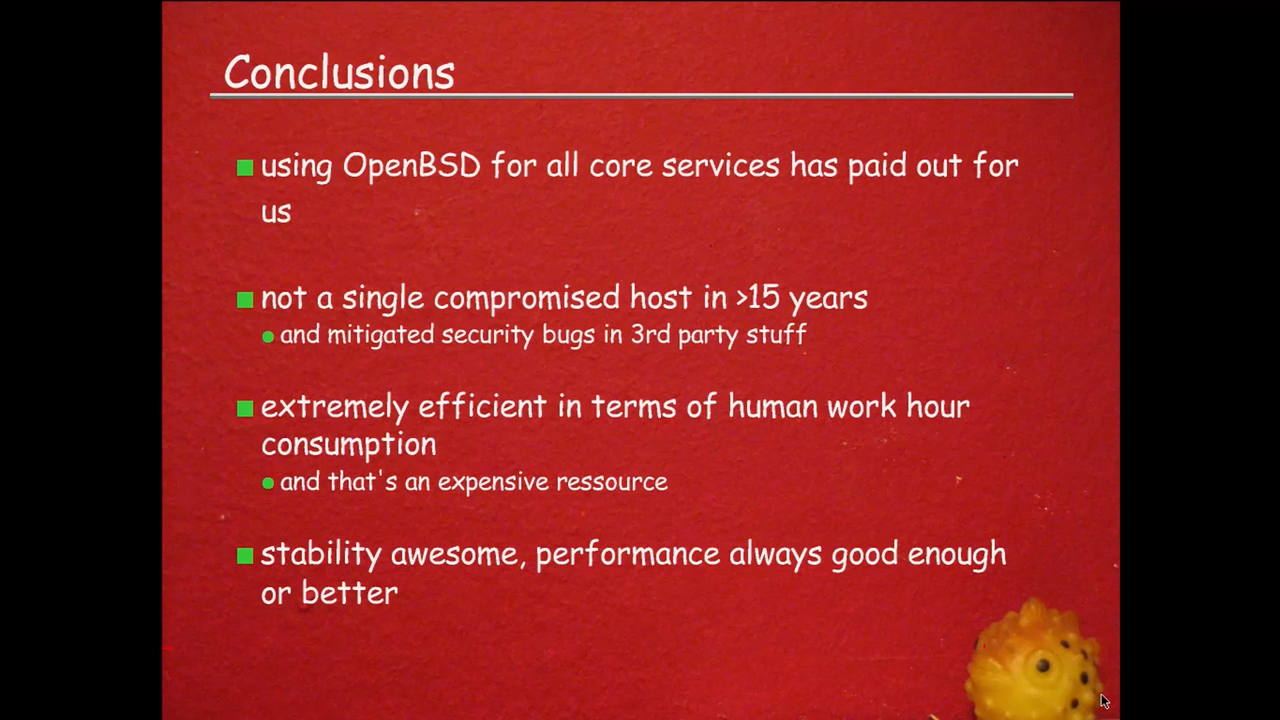 Conclusions
using OpenBSD for all core services has paid out for
us
not a single compromised host in >15 years
and mitigated security bugs in 3rd party stuff
extremely efficient in terms of human work hour
consumption
and that's an expensive ressource
stability awesome, performance always good enough
or better